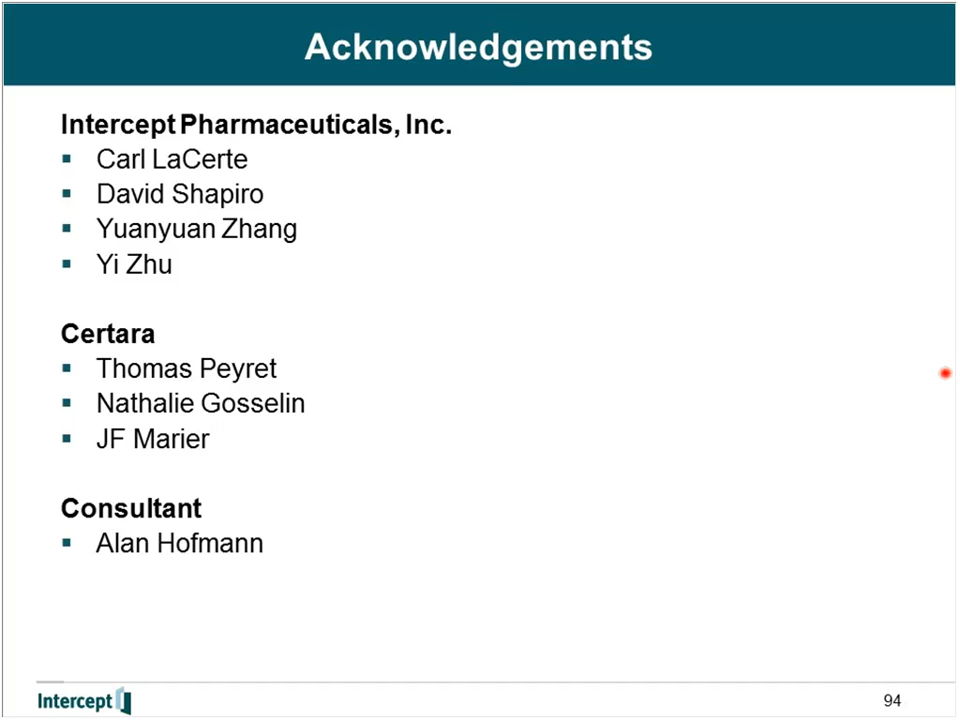 Acknowledgements
Intercept Pharmaceuticals, Inc.
Carl LaCerte
David Shapiro
Yuanyuan Zhang
Yi Zhu
Certara
Thomas Peyret
Nathalie Gosselin
JF Marier
Consultant
Alan Hofmann
Intercept
94